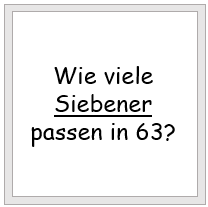 Wie viele
Siebener
passen in 63?